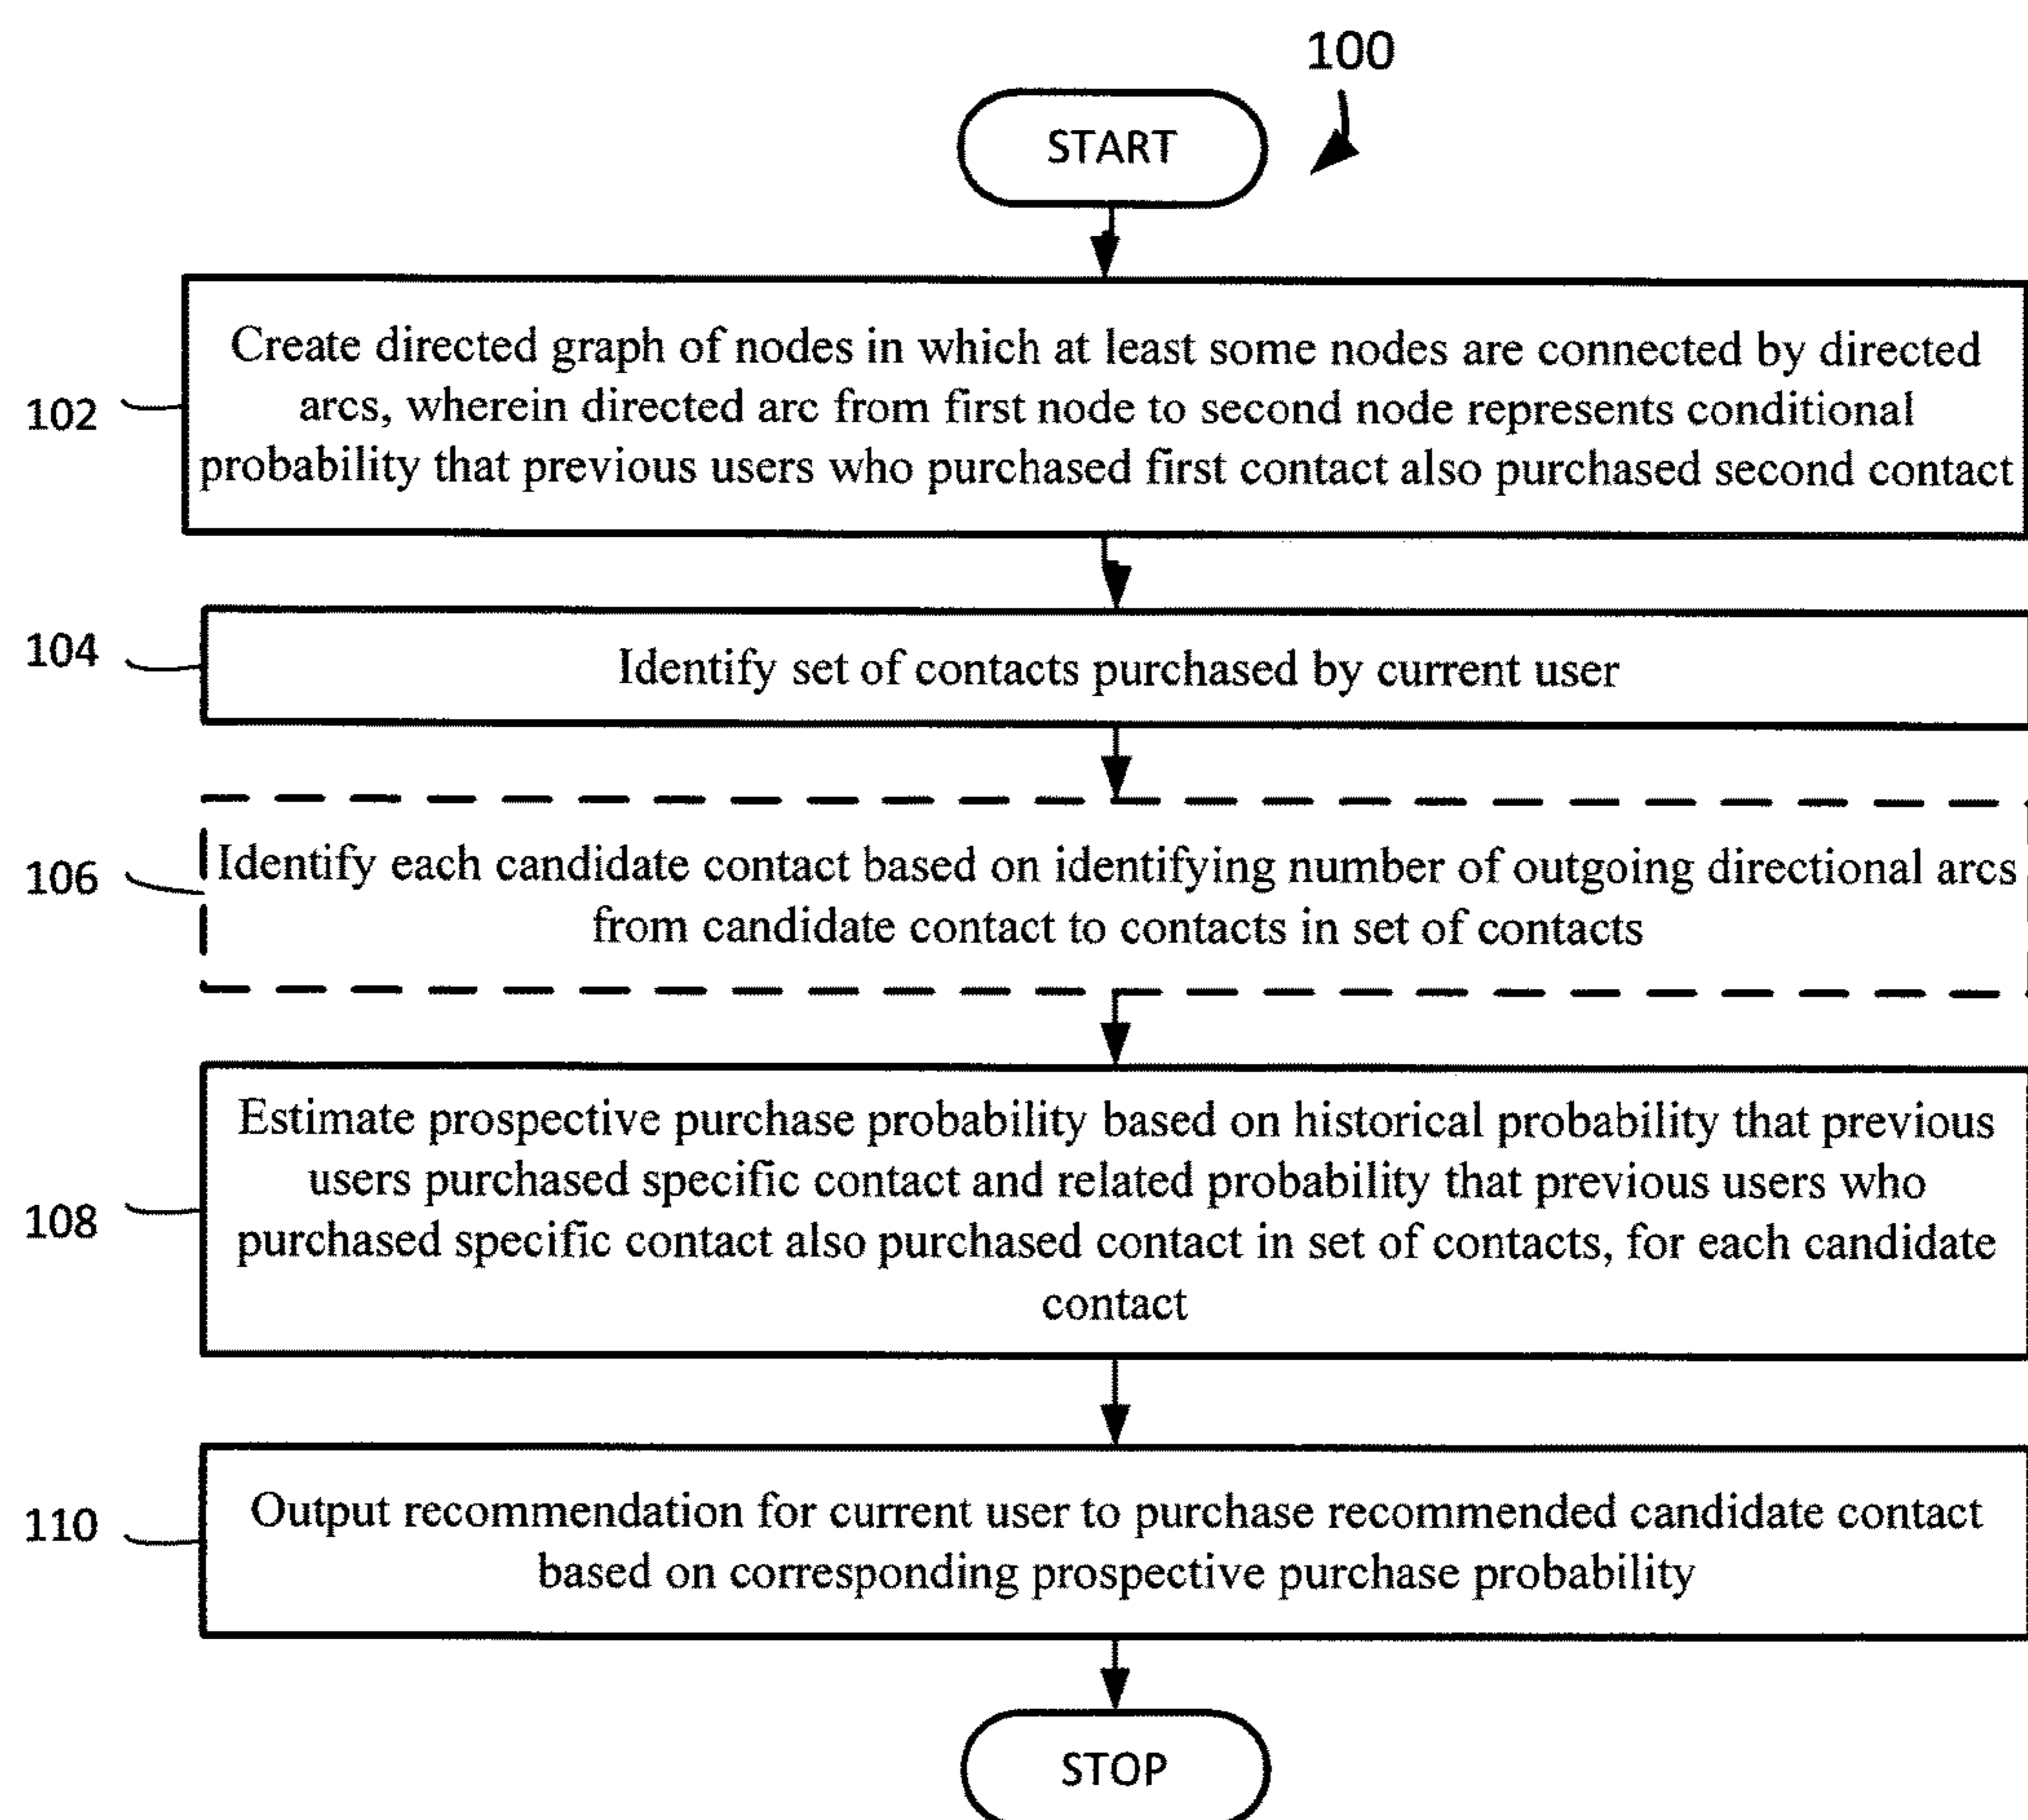 100
START
102
Create directed graph of nodes in which at least some nodes are connected by directed
arcs, wherein directed arc from first node to second node represents conditional
probability that previous users who purchased first contact also purchased second contact
104
Identify set of contacts purchased by current user
106
Identify each candidate contact based on identifying number of outgoing directional arcs
from candidate contact to contacts in set of contacts
108
Estimate prospective purchase probability based on historical probability that previous
users purchased specific contact and related probability that previous users who
purchased specific contact also purchased contact in set of contacts, for each candidate
contact
110
Output recommendation for current user to purchase recommended candidate contact
based on corresponding prospective purchase probability
STOP